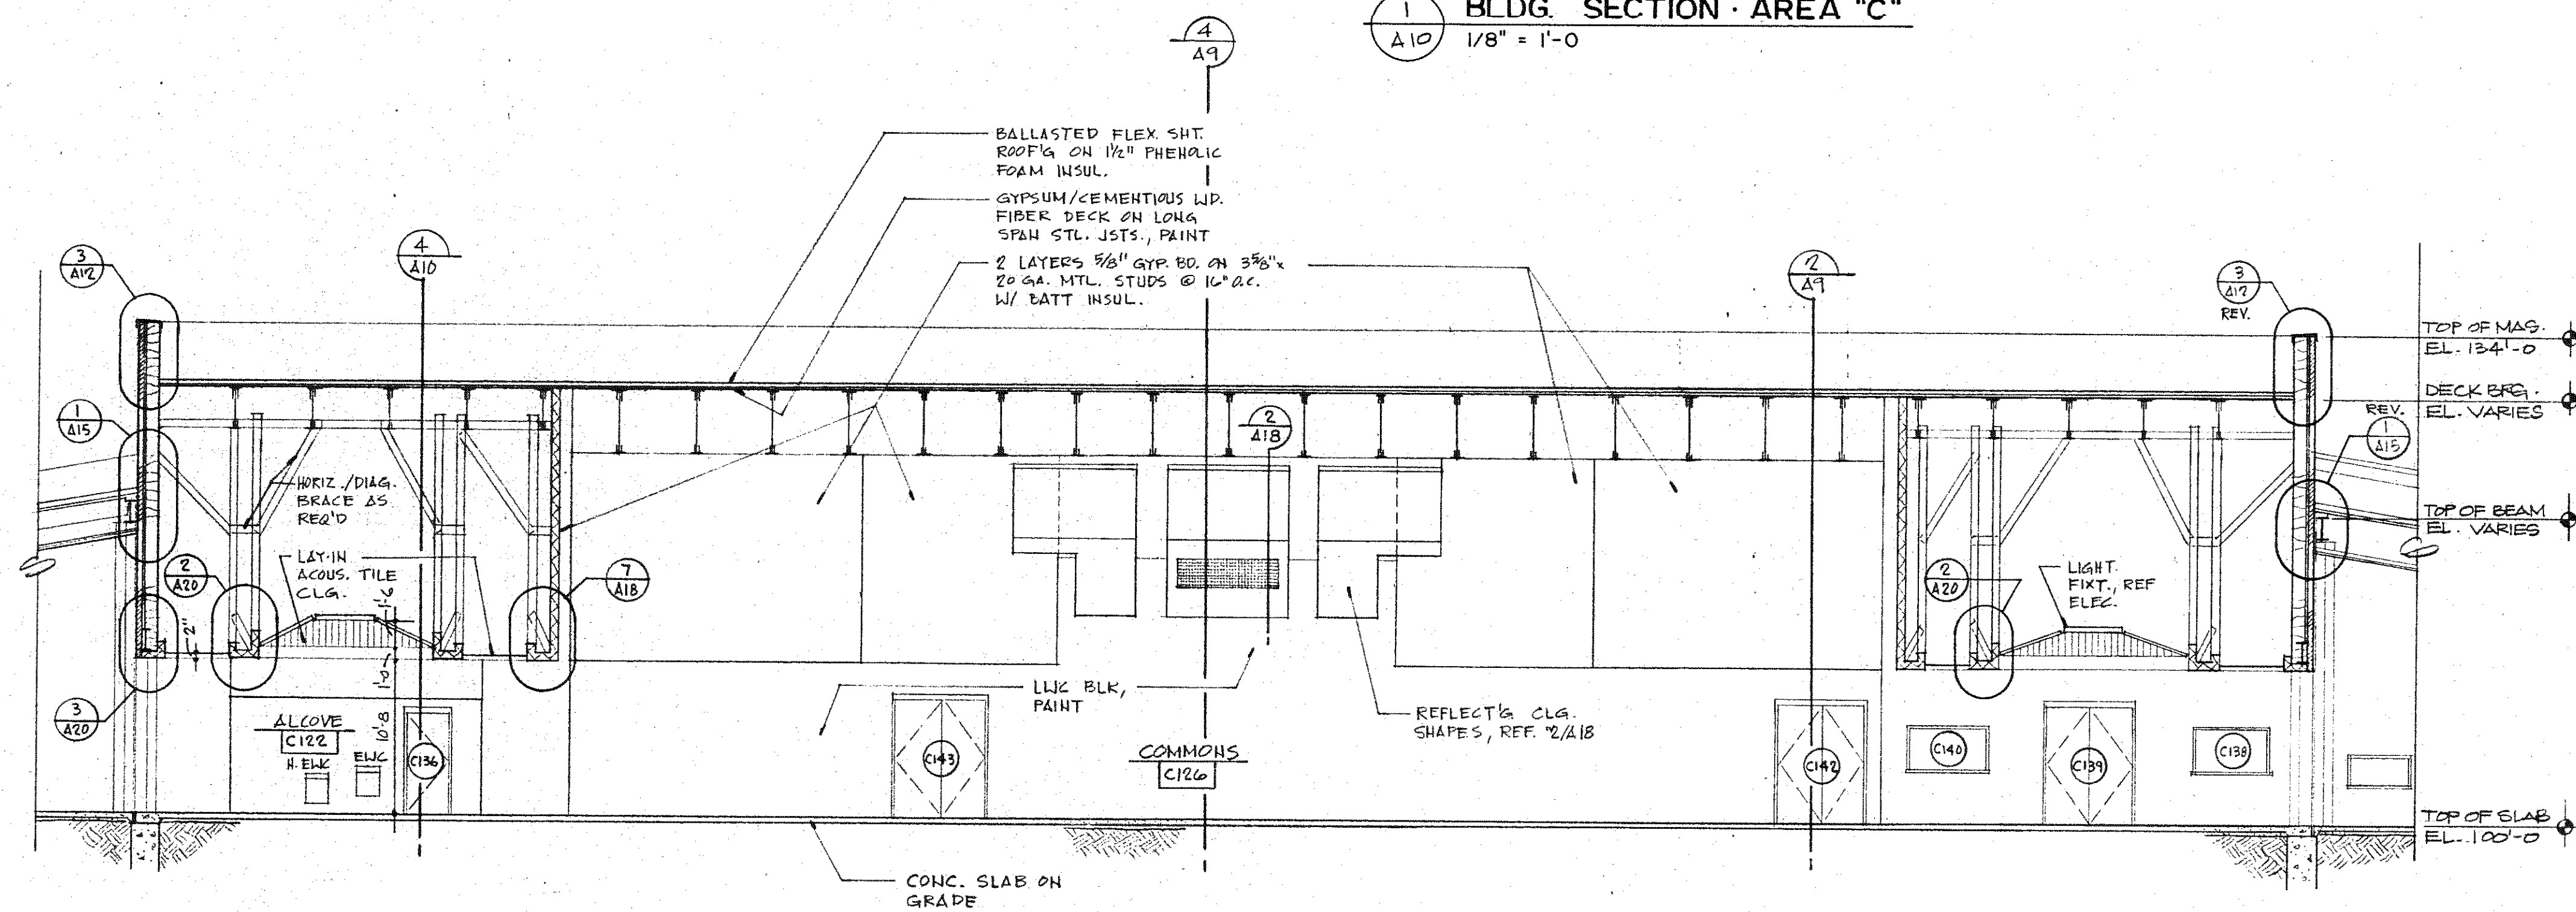 1
A10
BLDG. SECTION · AREA "C"
1/8" = 1'-0
4
A9
BALLASTED FLEX. SHT.
ROOF'G ON 1½" PHENOLIC
FOAM INSUL.
GYPSUM/CEMENTIOUS WD.
FIBER DECK ON LONG
SPAN STL. JSTS., PAINT
2 LAYERS 5/8" GYP. BD. ON 3⅝" x
20 GA. MTL. STUDS @ 16" O.C.
W/ BATT INSUL.
3
A12
4
A10
2
A9
3
A12
REV.
TOP OF MAS.
EL. 134'-0
DECK BRG.
EL. VARIES
1
A15
REV.
1
A15
2
A18
HORIZ./DIAG.
BRACE AS
REQ'D
TOP OF BEAM
EL. VARIES
LAY-IN
ACOUS. TILE
CLG.
2
A20
7
A18
2
A20
LIGHT
FIXT., REF
ELEC.
1'-6
2"
1'-0
10'-8
3
A20
LWC BLK,
PAINT
REFLECT'G CLG.
SHAPES, REF. 2/A18
ALCOVE
C122
H. EWC
EWC
C136
C143
COMMONS
C126
C142
C140
C139
C138
TOP OF SLAB
EL. 100'-0
CONC. SLAB ON
GRADE